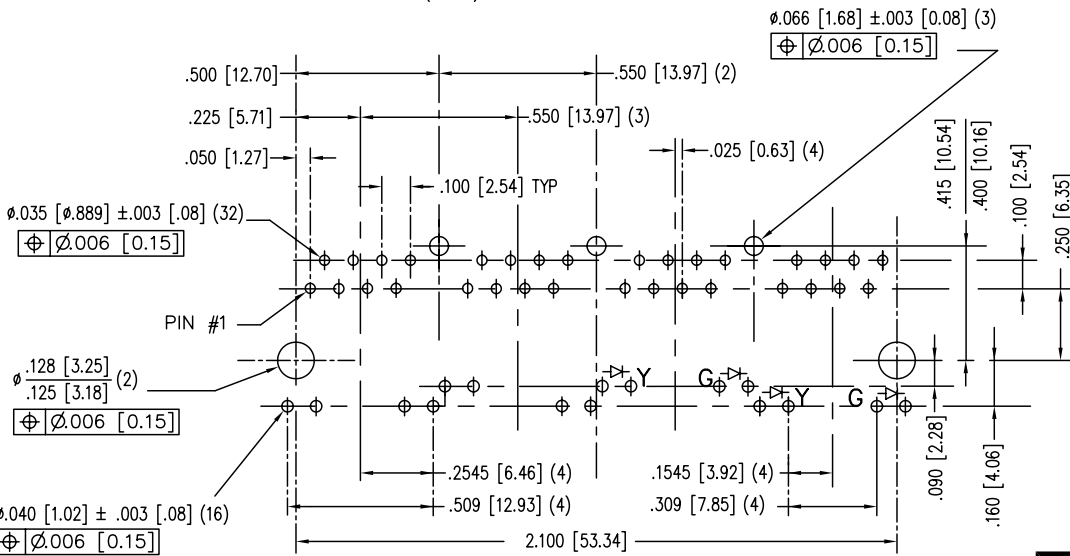 ø.066 [1.68] ±.003 [0.08] (3)
⌖ Ø.006 [0.15]
.500 [12.70]
.550 [13.97] (2)
.225 [5.71]
.550 [13.97] (3)
.050 [1.27]
.025 [0.63] (4)
.100 [2.54] TYP
.415 [10.54]
.400 [10.16]
.100 [2.54]
.250 [6.35]
ø.035 [ø.889] ±.003 [.08] (32)
⌖ Ø.006 [0.15]
PIN #1
ø .128 [3.25]
.125 [3.18] (2)
⌖ Ø.006 [0.15]
Y
G
Y
G
.2545 [6.46] (4)
.1545 [3.92] (4)
.090 [2.28]
.160 [4.06]
.509 [12.93] (4)
.309 [7.85] (4)
ø.040 [1.02] ± .003 [.08] (16)
⌖ Ø.006 [0.15]
2.100 [53.34]